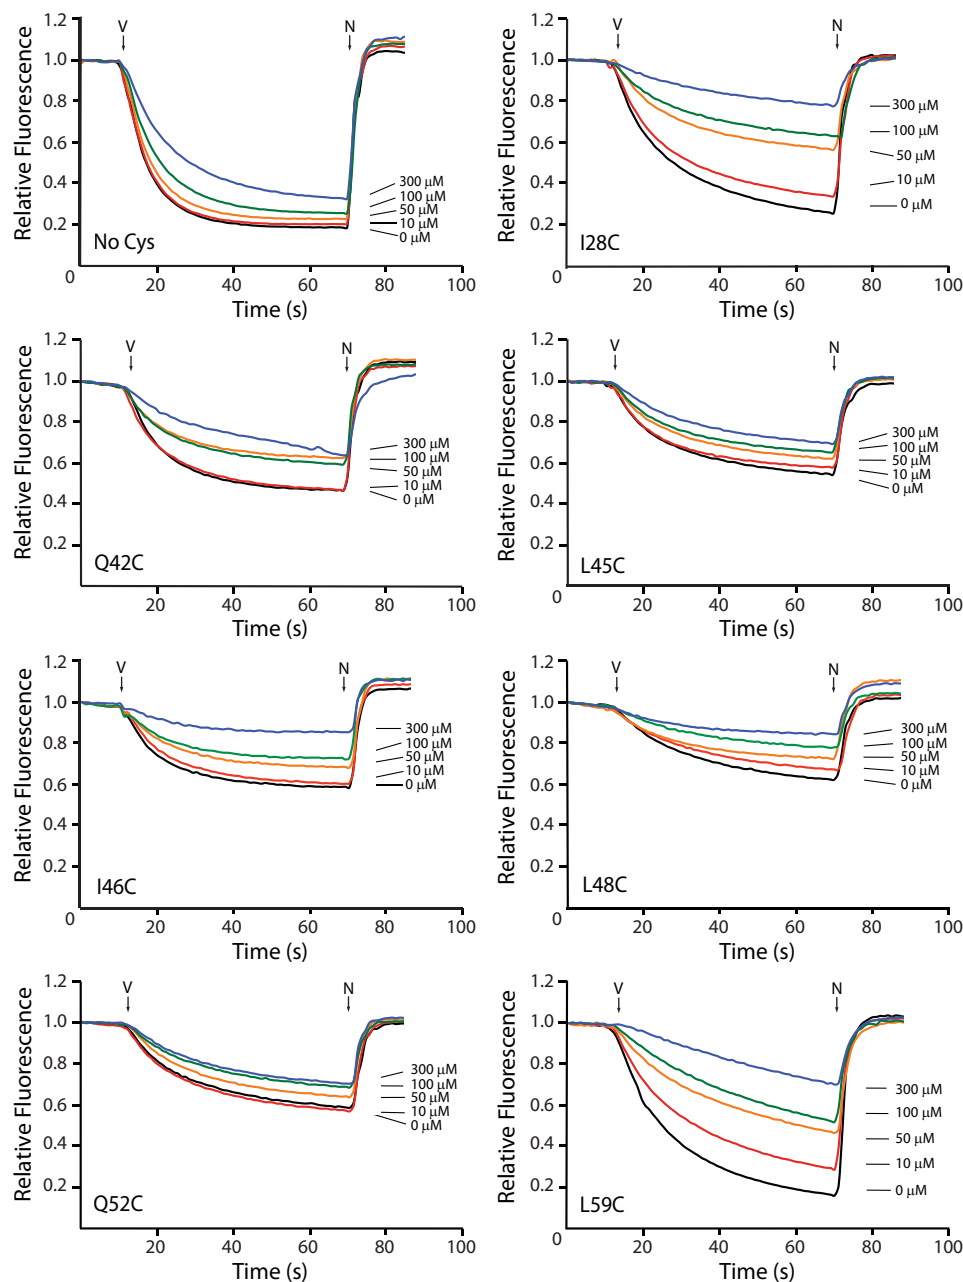 1.2
V
N
1.0
0.8
0.6
0.4
0.2
0
Relative Fluorescence
300 μM
100 μM
50 μM
10 μM
0 μM
No Cys
20 40 60 80 100
Time (s)
1.2
V
N
1.0
0.8
0.6
0.4
0.2
0
Relative Fluorescence
300 μM
100 μM
50 μM
10 μM
0 μM
I28C
20 40 60 80 100
Time (s)
1.2
V
N
1.0
0.8
0.6
0.4
0.2
0
Relative Fluorescence
300 μM
100 μM
50 μM
10 μM
0 μM
Q42C
20 40 60 80 100
Time (s)
1.2
V
N
1.0
0.8
0.6
0.4
0.2
0
Relative Fluorescence
300 μM
100 μM
50 μM
10 μM
0 μM
L45C
20 40 60 80 100
Time (s)
1.2
V
N
1.0
0.8
0.6
0.4
0.2
0
Relative Fluorescence
300 μM
100 μM
50 μM
10 μM
0 μM
I46C
20 40 60 80 100
Time (s)
1.2
V
N
1.0
0.8
0.6
0.4
0.2
0
Relative Fluorescence
300 μM
100 μM
50 μM
10 μM
0 μM
L48C
20 40 60 80 100
Time (s)
1.2
V
N
1.0
0.8
0.6
0.4
0.2
0
Relative Fluorescence
300 μM
100 μM
50 μM
10 μM
0 μM
Q52C
20 40 60 80 100
Time (s)
1.2
V
N
1.0
0.8
0.6
0.4
0.2
0
Relative Fluorescence
300 μM
100 μM
50 μM
10 μM
0 μM
L59C
20 40 60 80 100
Time (s)